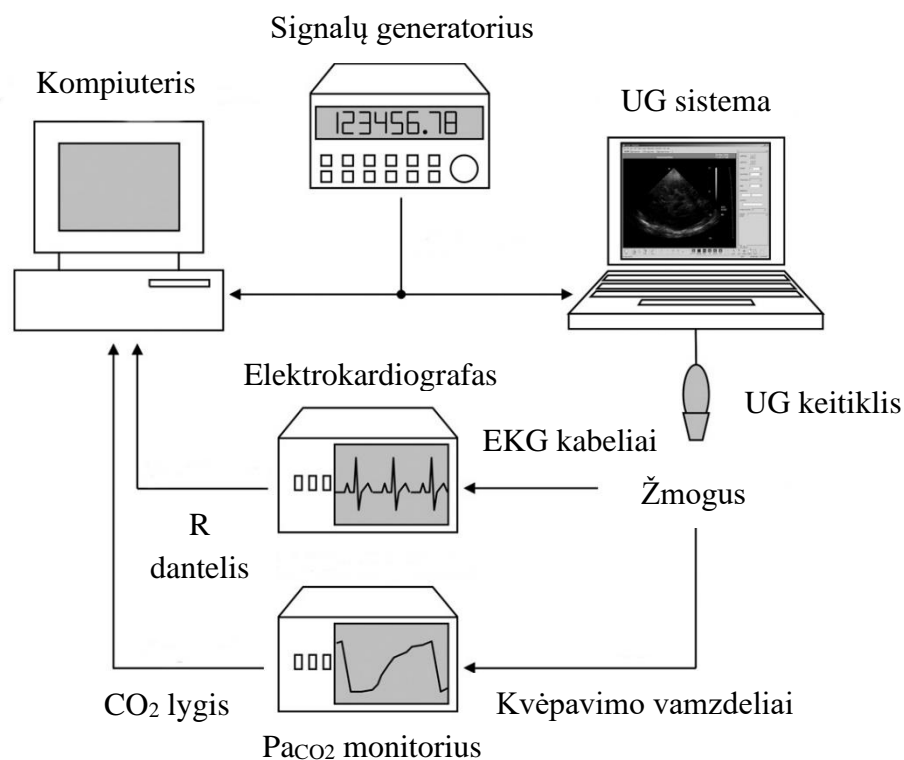 Signalų generatorius
Kompiuteris
UG sistema
123456.78
Elektrokardiografas
UG keitiklis
EKG kabeliai
Žmogus
R
dantelis
CO2 lygis
Kvėpavimo vamzdeliai
PaCO2 monitorius